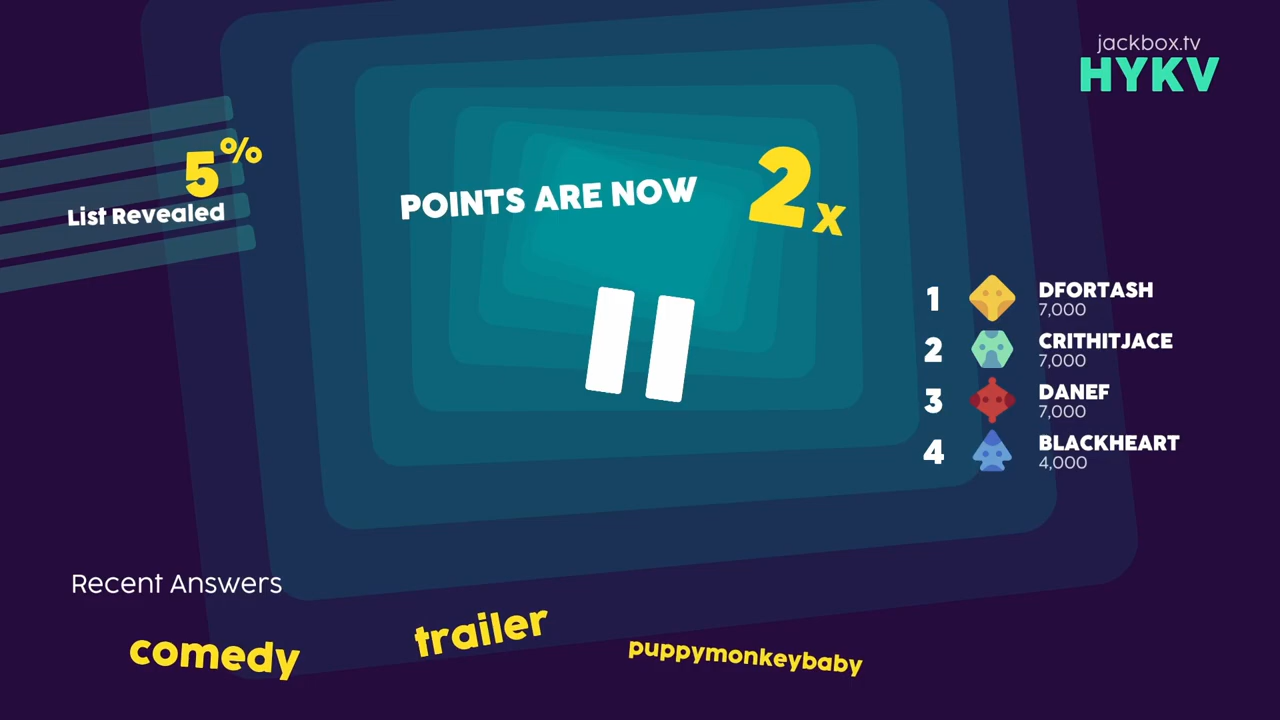 jackbox.tv
HYKV
5%
List Revealed
POINTS ARE NOW 2x
1 DFORTASH
7,000
2 CRITHITJACE
7,000
3 DANEF
7,000
4 BLACKHEART
4,000
Recent Answers
comedy trailer puppymonkeybaby